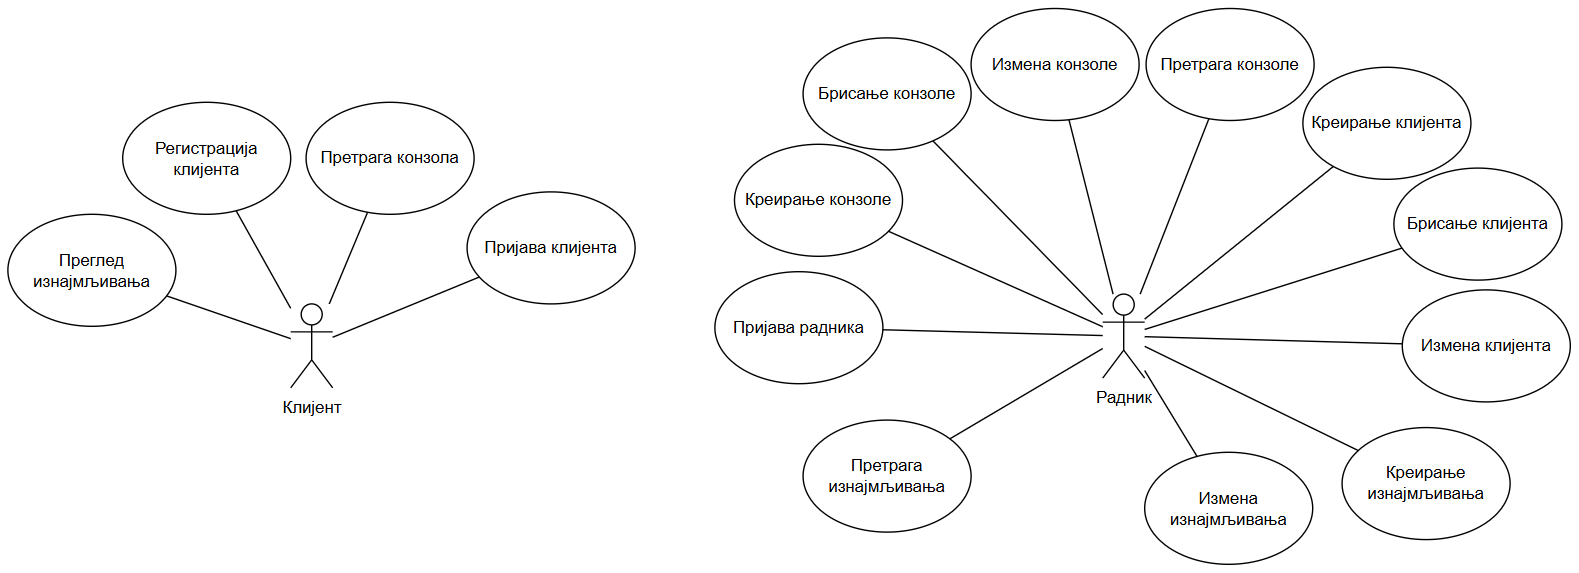 Регистрација
клијента
Претрага конзола
Пријава клијента
Преглед
изнајмљивања
Клијент
Измена конзоле
Претрага конзоле
Брисање конзоле
Креирање клијента
Креирање конзоле
Брисање клијента
Пријава радника
Измена клијента
Радник
Претрага
изнајмљивања
Измена
изнајмљивања
Креирање
изнајмљивања